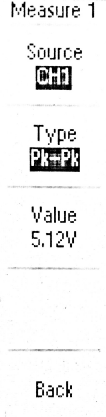 Measure 1
Source
CH1
Type
Pk-Pk
Value
5.12V
Back